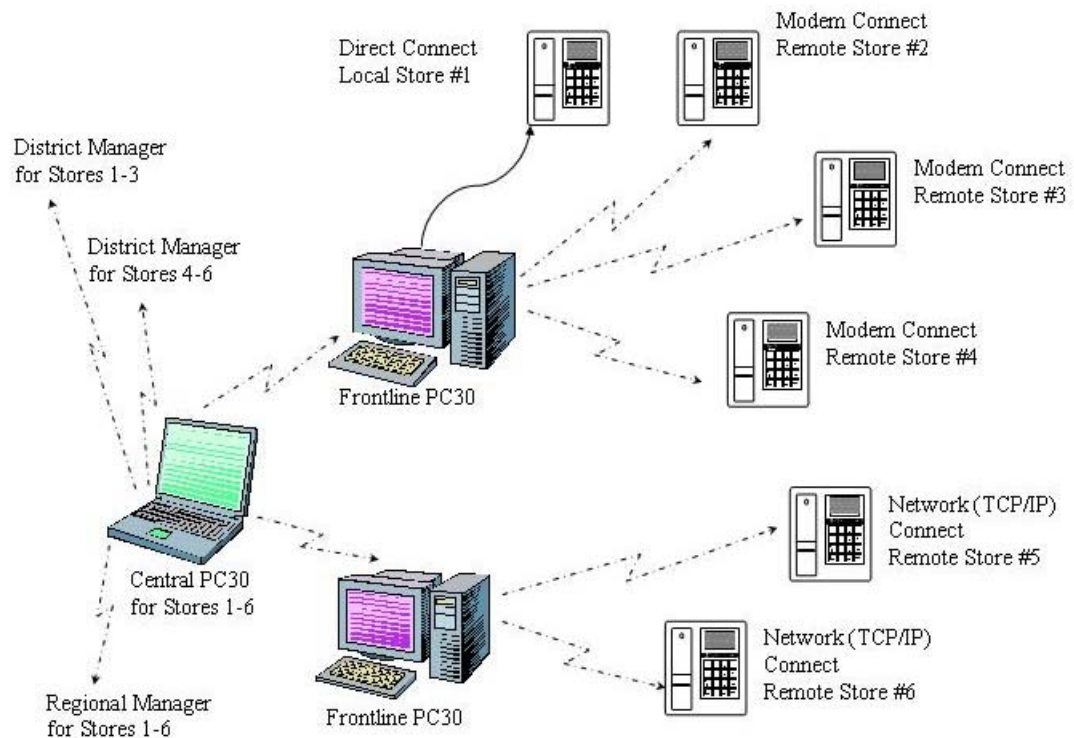 Direct Connect
Local Store #1
Modem Connect
Remote Store #2
District Manager
for Stores 1-3
Modem Connect
Remote Store #3
District Manager
for Stores 4-6
Modem Connect
Remote Store #4
Frontline PC30
Network (TCP/IP)
Connect
Remote Store #5
Central PC30
for Stores 1-6
Network (TCP/IP)
Connect
Remote Store #6
Regional Manager
for Stores 1-6
Frontline PC30